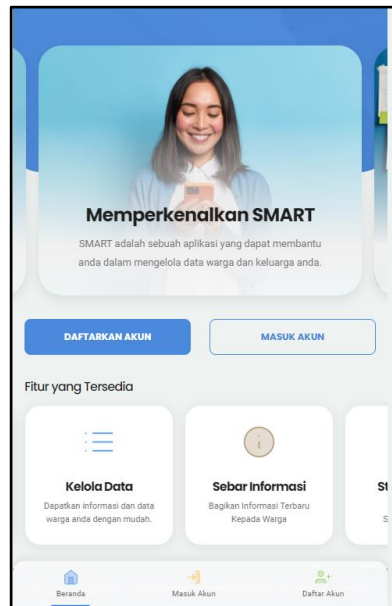 Memperkenalkan SMART
SMART adalah sebuah aplikasi yang dapat membantu
anda dalam mengelola data warga dan keluarga anda.
DAFTARKAN AKUN
MASUK AKUN
Fitur yang Tersedia
Kelola Data
Dapatkan informasi dan data
warga anda dengan mudah.
Sebar Informasi
Bagikan Informasi Terbaru
Kepada Warga
Beranda
Masuk Akun
Daftar Akun